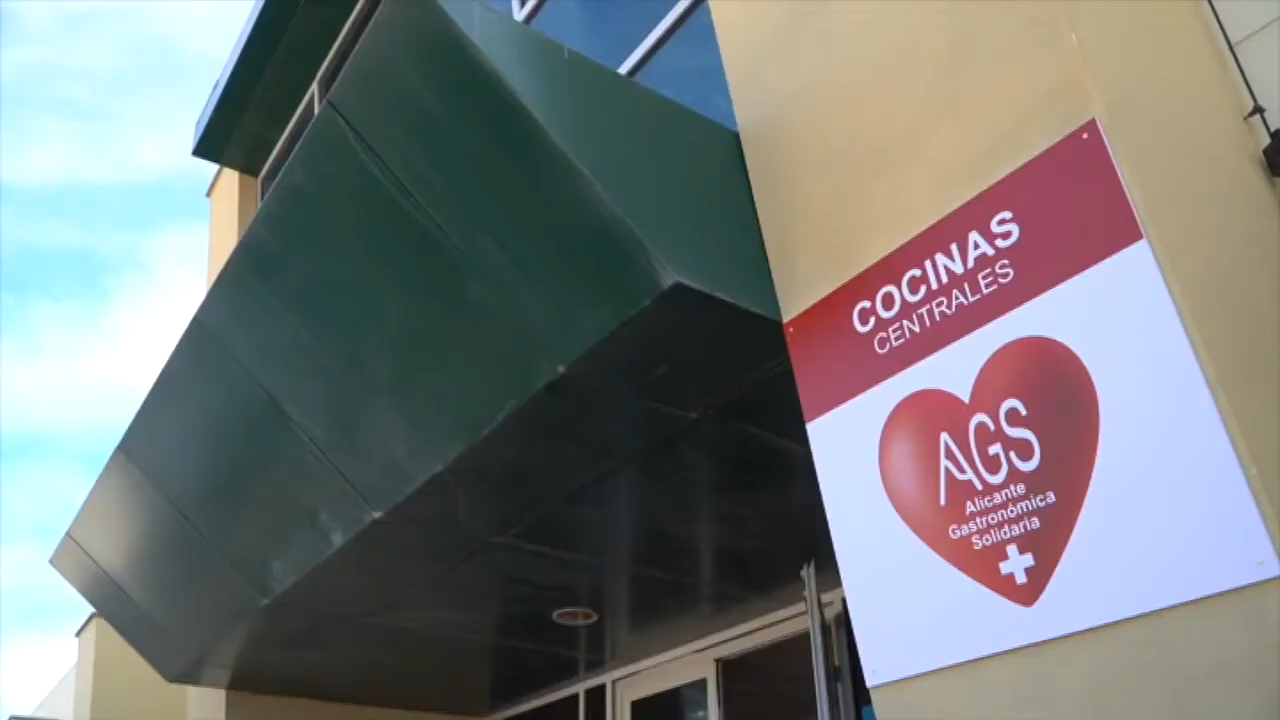 COCINAS
CENTRALES
AGS
Alicante
Gastronómica
Solidaria